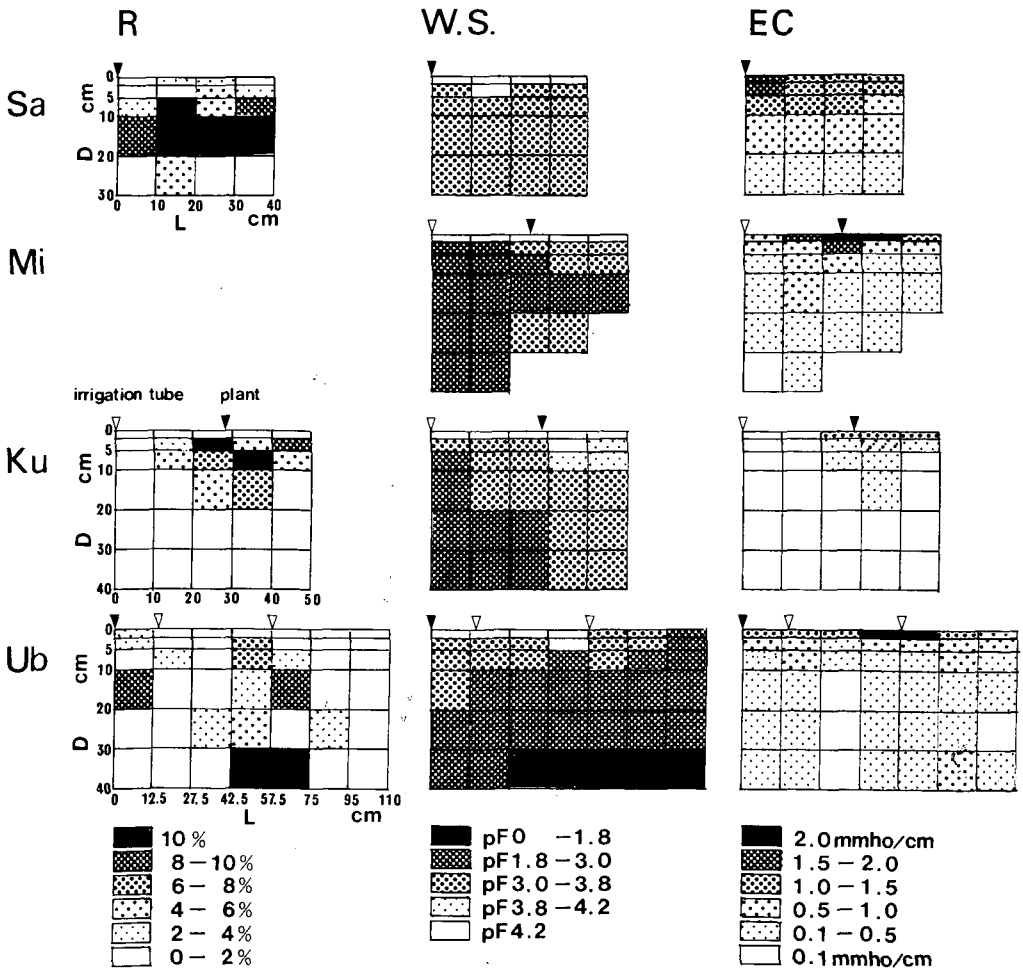 R W.S. EC
Sa
0
5
10
20
30
cm
D
0 10 20 30 40
L cm
Mi
irrigation tube plant
Ku
0
5
10
20
30
40
cm
D
0 10 20 30 40 50
Ub
0
5
10
20
30
40
cm
D
0 12.5 27.5 42.5 57.5 75 95 110
L cm
10 %
8 – 10%
6 – 8%
4 – 6%
2 – 4%
0 – 2%
pF0 –1.8
pF1.8 –3.0
pF3.0 –3.8
pF3.8 –4.2
pF4.2
2.0 mmho/cm
1.5 – 2.0
1.0 – 1.5
0.5 – 1.0
0.1 – 0.5
0.1 mmho/cm